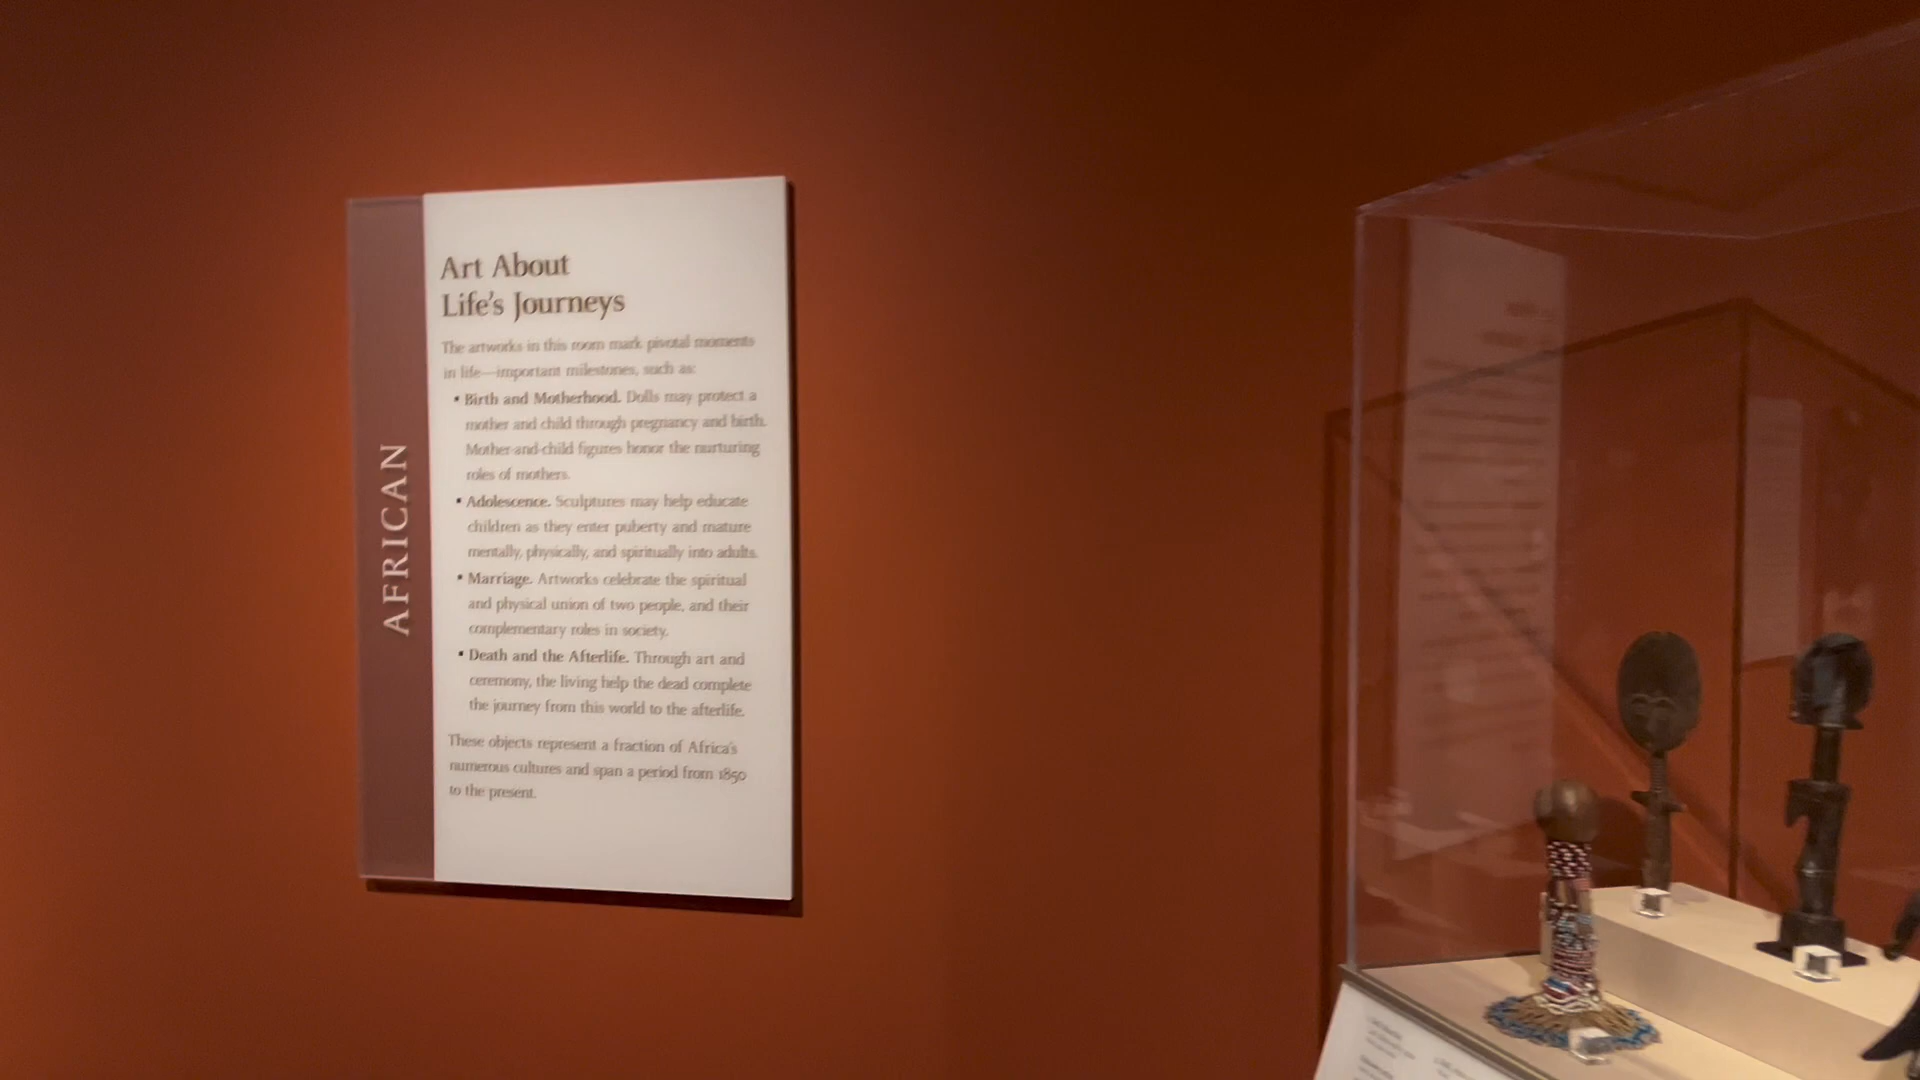 AFRICAN
Art About
Life's Journeys
The artworks in this room mark pivotal moments
in life—important milestones, such as:
▪ Birth and Motherhood. Dolls may protect a
mother and child through pregnancy and birth.
Mother-and-child figures honor the nurturing
roles of mothers.
▪ Adolescence. Sculptures may help educate
children as they enter puberty and mature
mentally, physically, and spiritually into adults.
▪ Marriage. Artworks celebrate the spiritual
and physical union of two people, and their
complementary roles in society.
▪ Death and the Afterlife. Through art and
ceremony, the living help the dead complete
the journey from this world to the afterlife.
These objects represent a fraction of Africa's
numerous cultures and span a period from 1850
to the present.